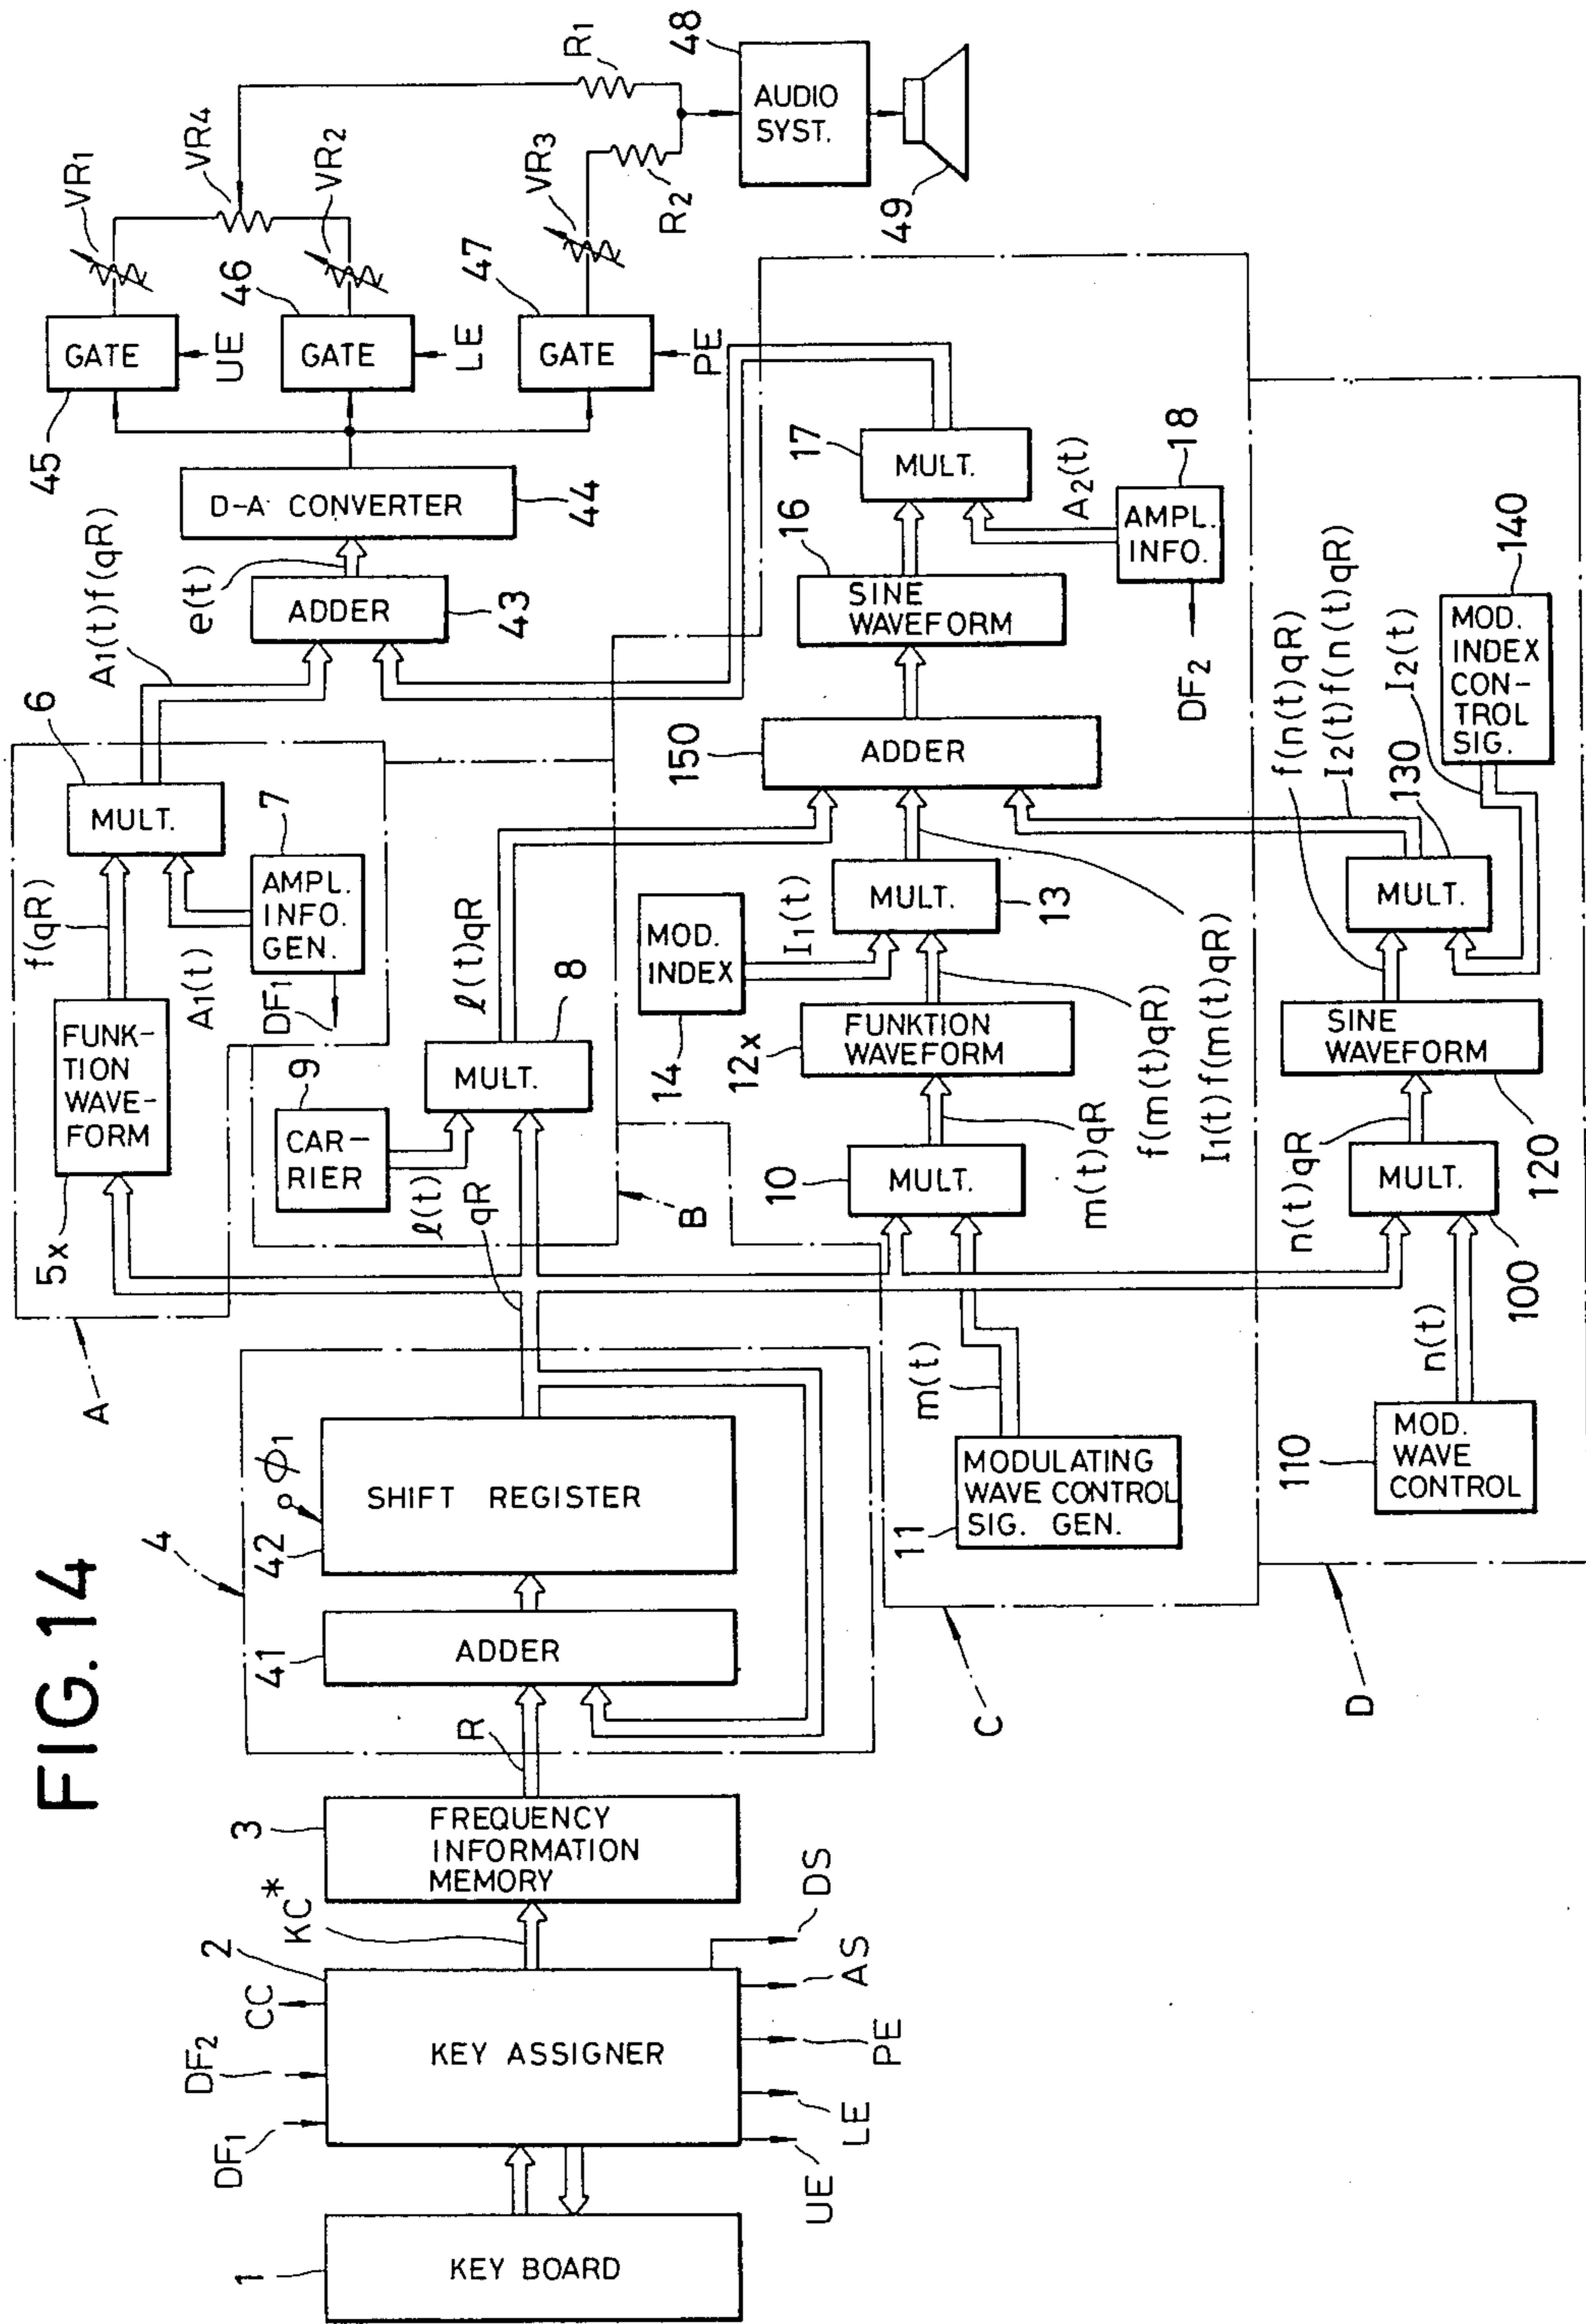 FIG. 14
1
KEY BOARD
DF1
DF2
CC
2
KEY ASSIGNER
UE
LE
PE
AS
DS
KC*
3
FREQUENCY
INFORMATION
MEMORY
R
4
41
ADDER
42
ϕ1
SHIFT REGISTER
qR
A
5x
FUNK-
TION
WAVE-
FORM
f(qR)
6
MULT.
7
AMPL.
INFO.
GEN.
A1(t)
DF1
A1(t)f(qR)
B
9
CAR-
RIER
ℓ(t)
8
MULT.
ℓ(t)qR
C
11
MODULATING
WAVE CONTROL
SIG. GEN.
m(t)
10
MULT.
m(t)qR
12x
FUNKTION
WAVEFORM
f(m(t)qR)
14
MOD.
INDEX
I1(t)
13
MULT.
I1(t)f(m(t)qR)
150
ADDER
16
SINE
WAVEFORM
17
MULT.
A2(t)
18
AMPL.
INFO.
DF2
D
110
MOD.
WAVE
CONTROL
n(t)
100
MULT.
n(t)qR
120
SINE
WAVEFORM
f(n(t)qR)
130
MULT.
I2(t)f(n(t)qR)
I2(t)
140
MOD.
INDEX
CON-
TROL
SIG.
43
ADDER
e(t)
44
D-A CONVERTER
45
GATE
UE
46
GATE
LE
47
GATE
PE
VR1
VR4
VR2
VR3
R1
R2
48
AUDIO
SYST.
49